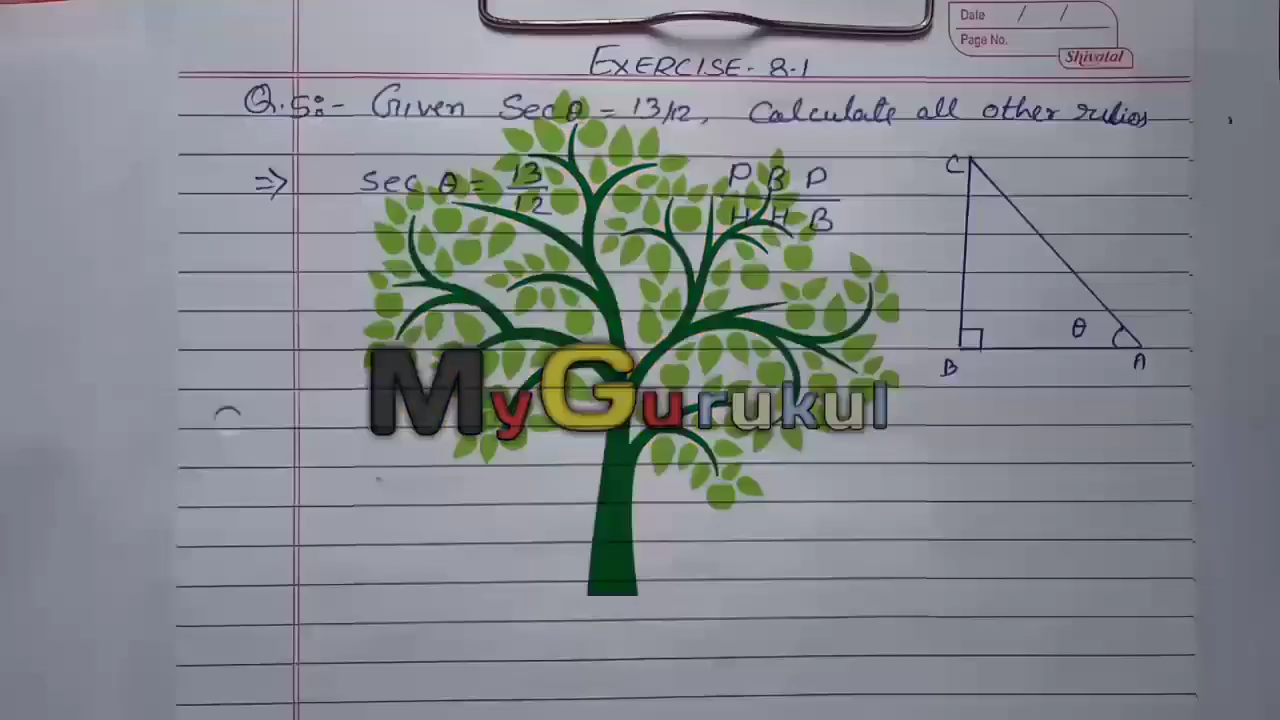 Date / /
Page No.
Shivalal
EXERCISE - 8.1
Q.5:- Given Sec θ = 13/12, Calculate all other ratios
⇒ sec θ = 13/12
P B P
H H B
C
θ
B A
MyGurukul